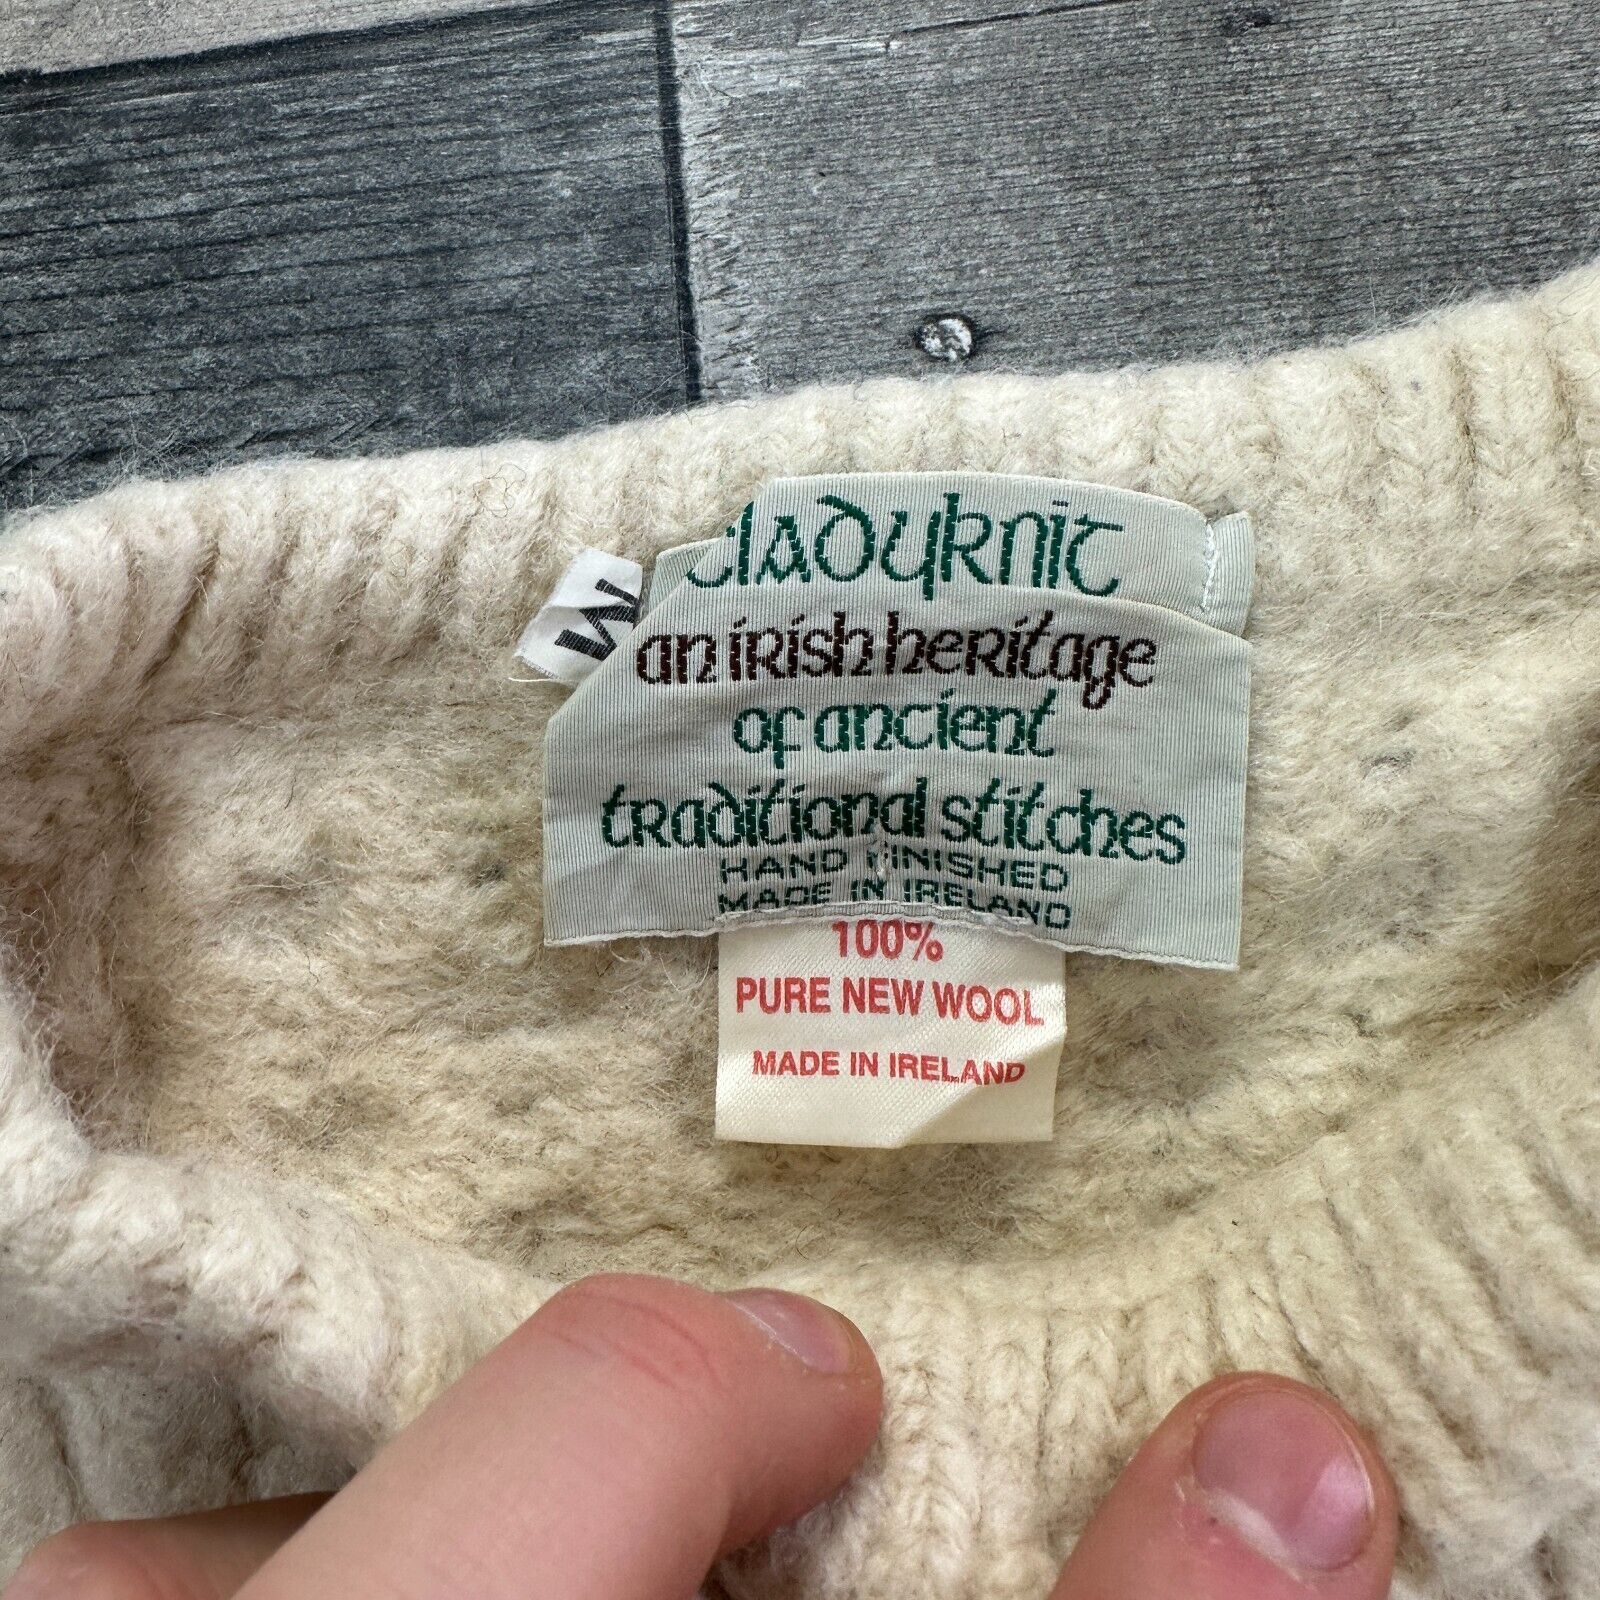 cladyknit
M
an irish heritage
of ancient
traditional stitches
HAND FINISHED
MADE IN IRELAND
100%
PURE NEW WOOL
MADE IN IRELAND